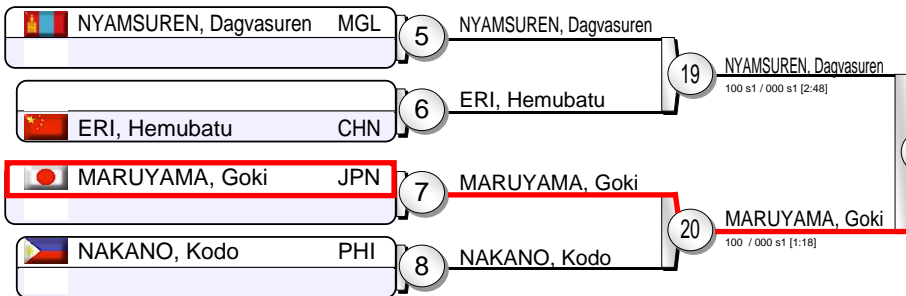 NYAMSUREN, Dagvasuren MGL
5
NYAMSUREN, Dagvasuren
19
NYAMSUREN, Dagvasuren
100 s1 / 000 s1 [2:48]
6
ERI, Hemubatu
ERI, Hemubatu CHN
MARUYAMA, Goki JPN
7
MARUYAMA, Goki
20
MARUYAMA, Goki
100 / 000 s1 [1:18]
NAKANO, Kodo PHI
8
NAKANO, Kodo